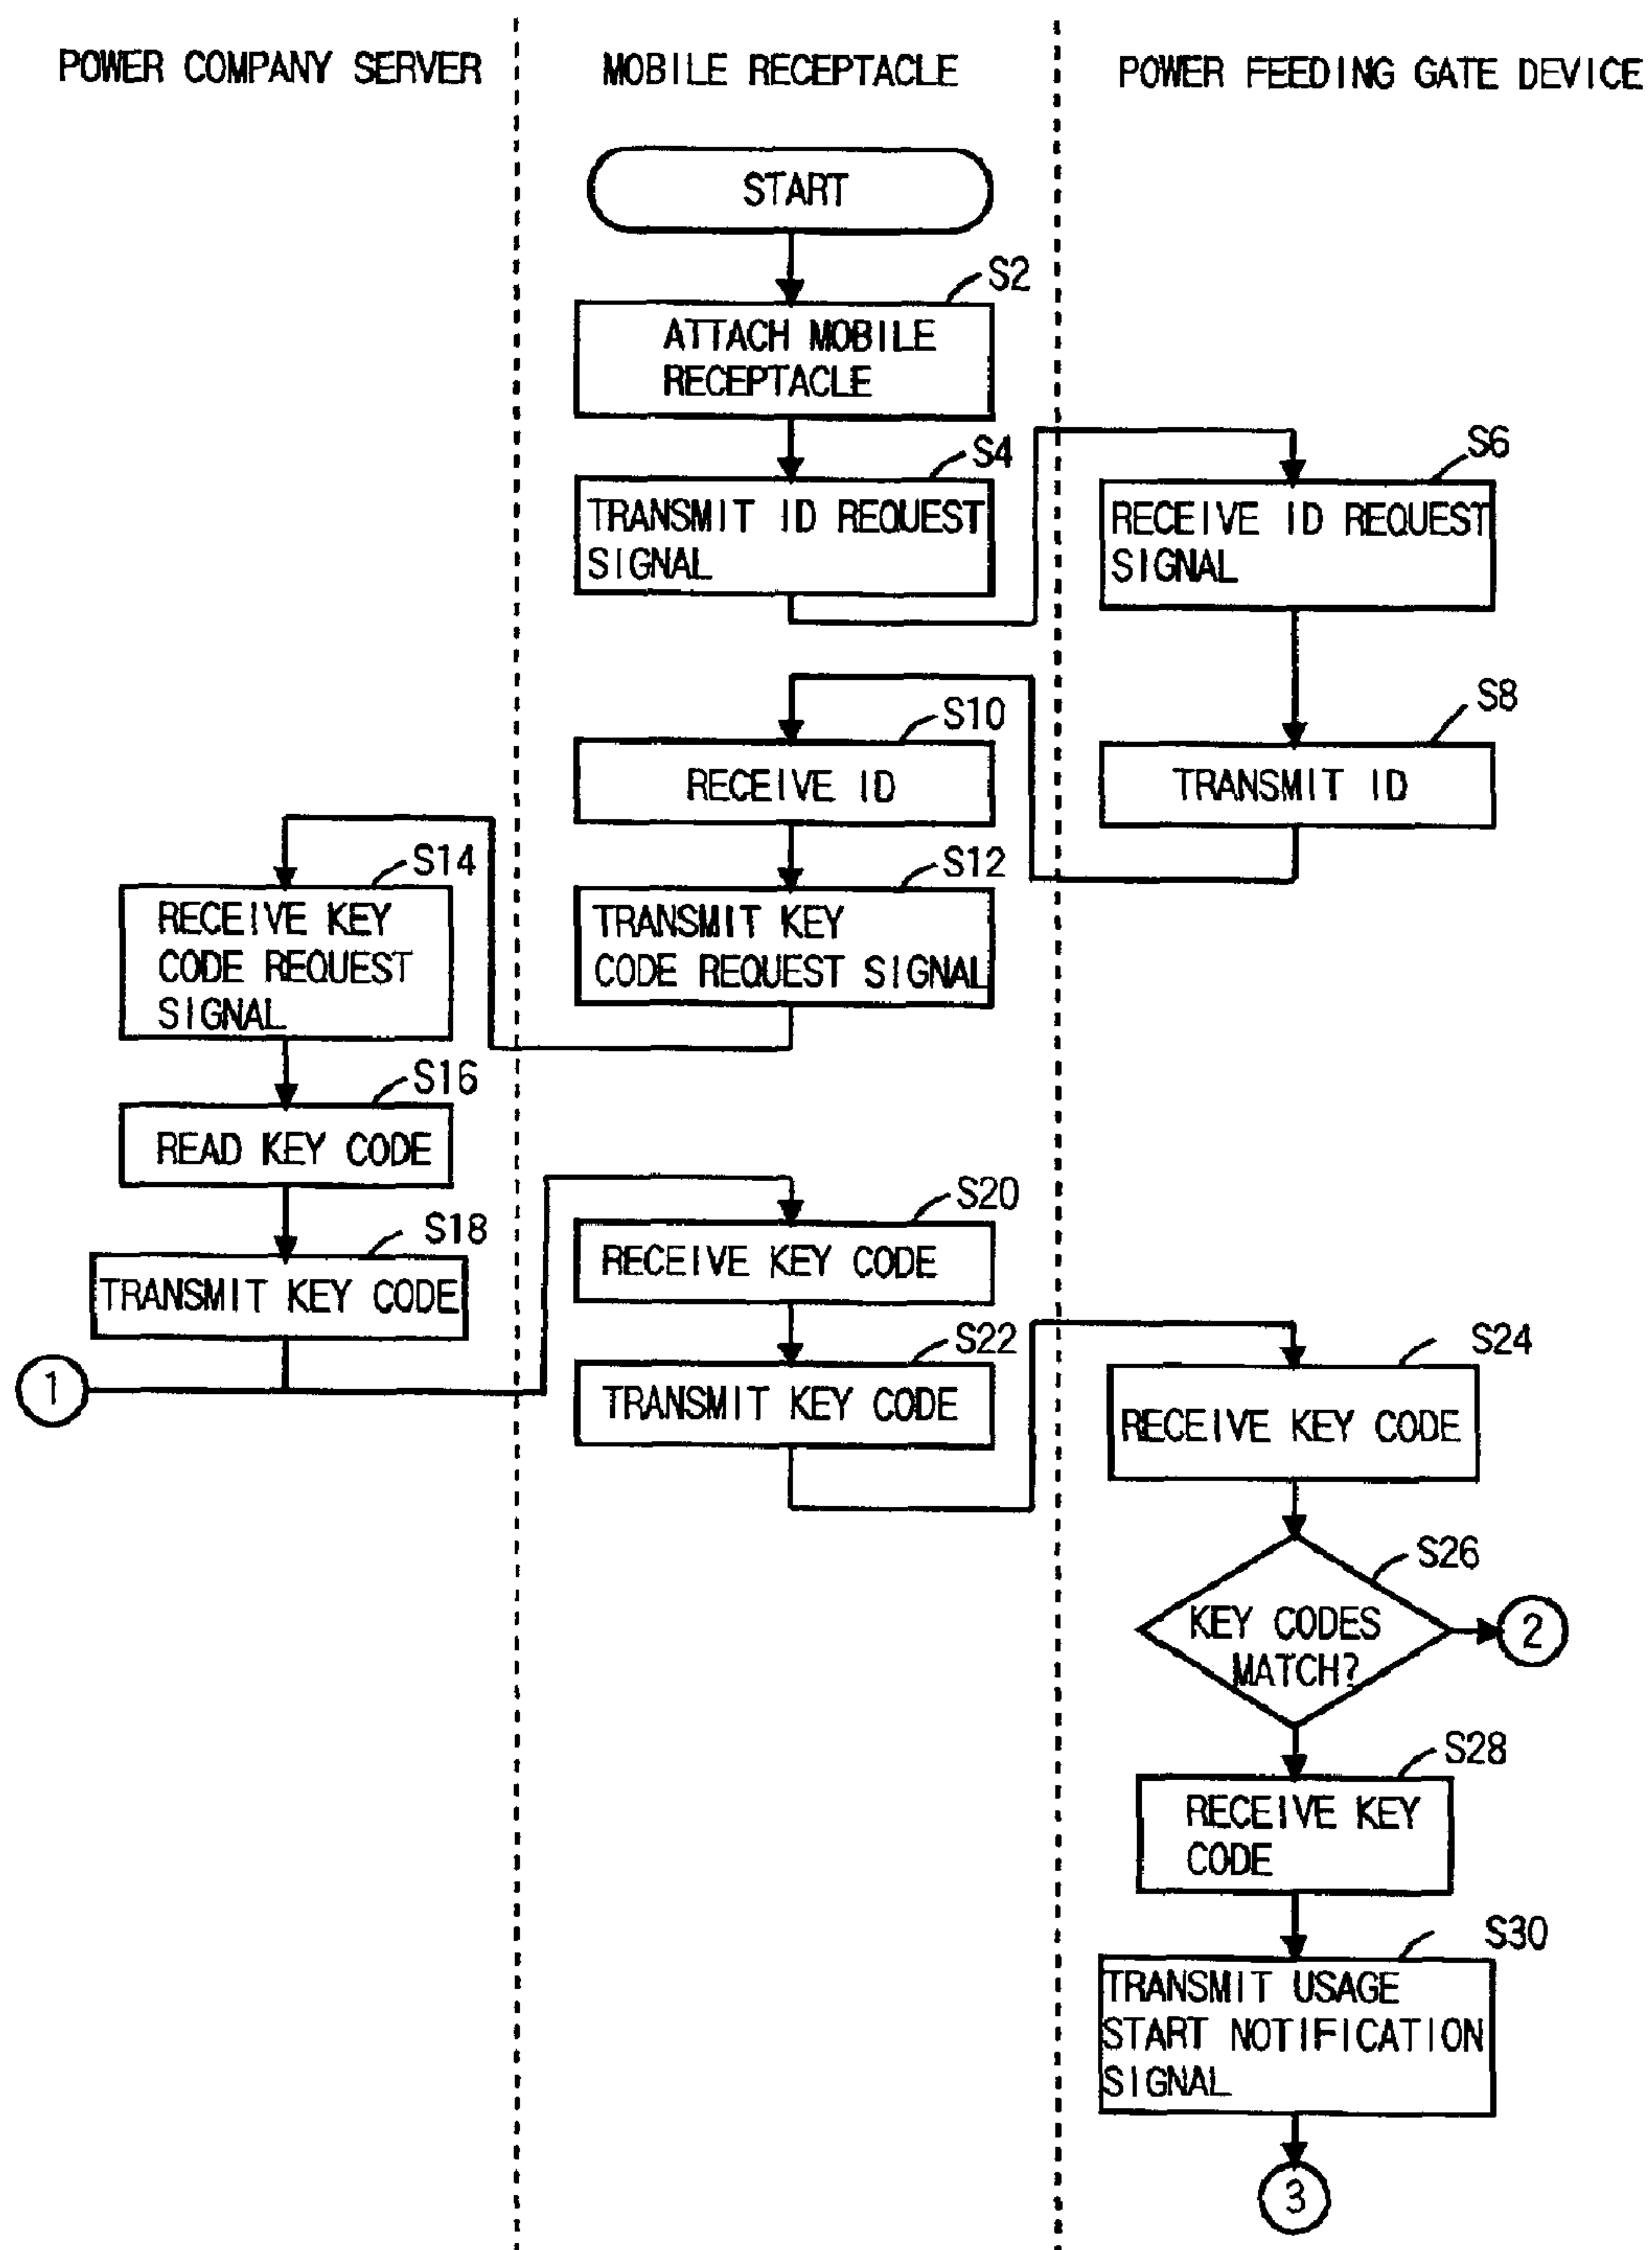 POWER COMPANY SERVER
MOBILE RECEPTACLE
POWER FEEDING GATE DEVICE
START
S2
ATTACH MOBILE
RECEPTACLE
S4
TRANSMIT ID REQUEST
SIGNAL
S6
RECEIVE ID REQUEST
SIGNAL
S8
TRANSMIT ID
S10
RECEIVE ID
S12
TRANSMIT KEY
CODE REQUEST SIGNAL
S14
RECEIVE KEY
CODE REQUEST
SIGNAL
S16
READ KEY CODE
S18
TRANSMIT KEY CODE
1
S20
RECEIVE KEY CODE
S22
TRANSMIT KEY CODE
S24
RECEIVE KEY CODE
S26
KEY CODES
MATCH?
2
S28
RECEIVE KEY
CODE
S30
TRANSMIT USAGE
START NOTIFICATION
SIGNAL
3